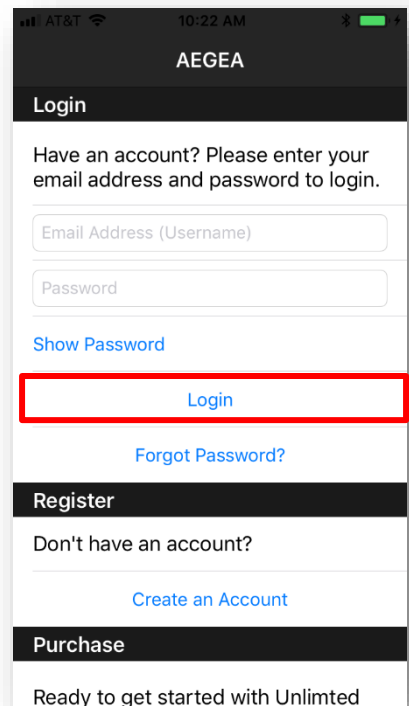 AT&T 10:22 AM
AEGEA
Login
Have an account? Please enter your
email address and password to login.
Email Address (Username)
Password
Show Password
Login
Forgot Password?
Register
Don't have an account?
Create an Account
Purchase
Ready to get started with Unlimted